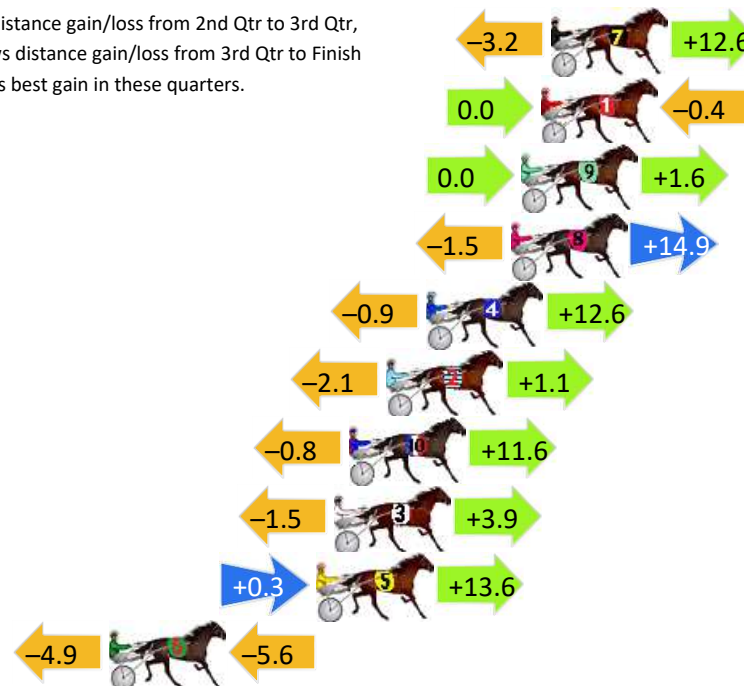 istance gain/loss from 2nd Qtr to 3rd Qtr,
s distance gain/loss from 3rd Qtr to Finish
s best gain in these quarters.
–3.2 7 +12.6
0.0 1 –0.4
0.0 9 +1.6
–1.5 8 +14.9
–0.9 4 +12.6
–2.1 2 +1.1
–0.8 10 +11.6
–1.5 3 +3.9
+0.3 5 +13.6
–4.9 6 –5.6